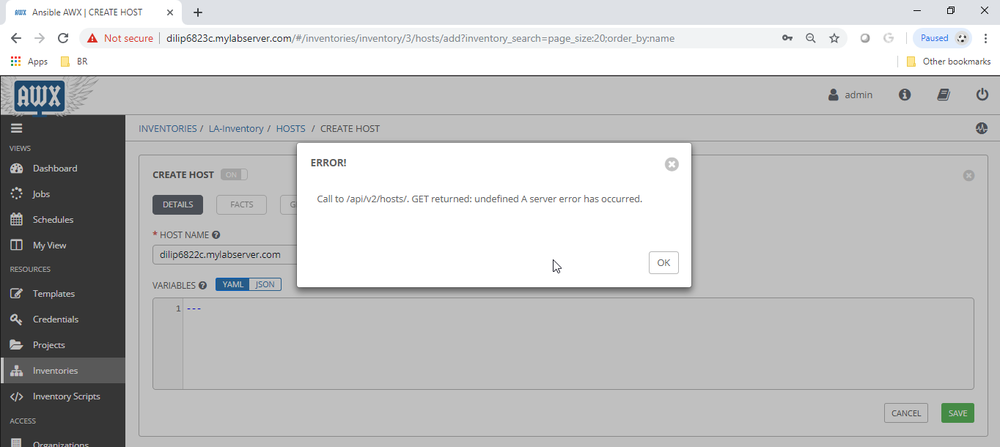 AWX Ansible AWX | CREATE HOST
Not secure dilip6823c.mylabserver.com/#/inventories/inventory/3/hosts/add?inventory_search=page_size:20;order_by:name Paused
Apps BR Other bookmarks
AWX admin
INVENTORIES / LA-Inventory / HOSTS / CREATE HOST
VIEWS
Dashboard
Jobs
Schedules
My View
RESOURCES
Templates
Credentials
Projects
Inventories
Inventory Scripts
ACCESS
Organizations
CREATE HOST ON
DETAILS FACTS G
* HOST NAME
dilip6822c.mylabserver.com
VARIABLES YAML JSON
1 ---
CANCEL SAVE
ERROR!
Call to /api/v2/hosts/. GET returned: undefined A server error has occurred.
OK